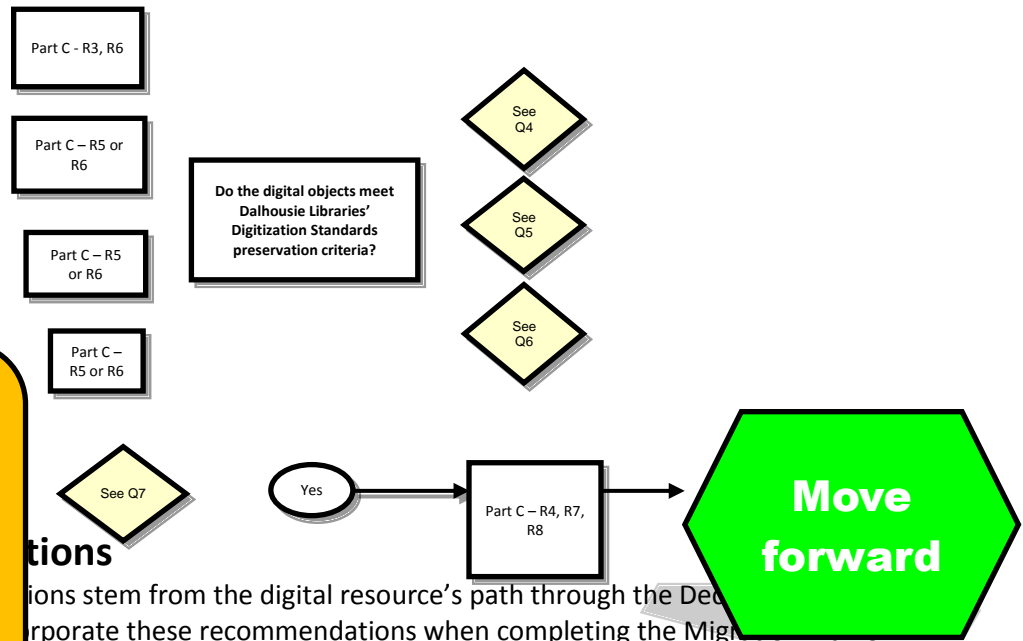 Part C - R3, R6
See
Q4
Part C – R5 or
R6
Do the digital objects meet
Dalhousie Libraries’
Digitization Standards
preservation criteria?
See
Q5
Part C – R5
or R6
See
Q6
Part C –
R5 or R6
See Q7
Yes
Part C – R4, R7,
R8
Move
forward
tions
ions stem from the digital resource’s path through the
rporate these recommendations when completing the